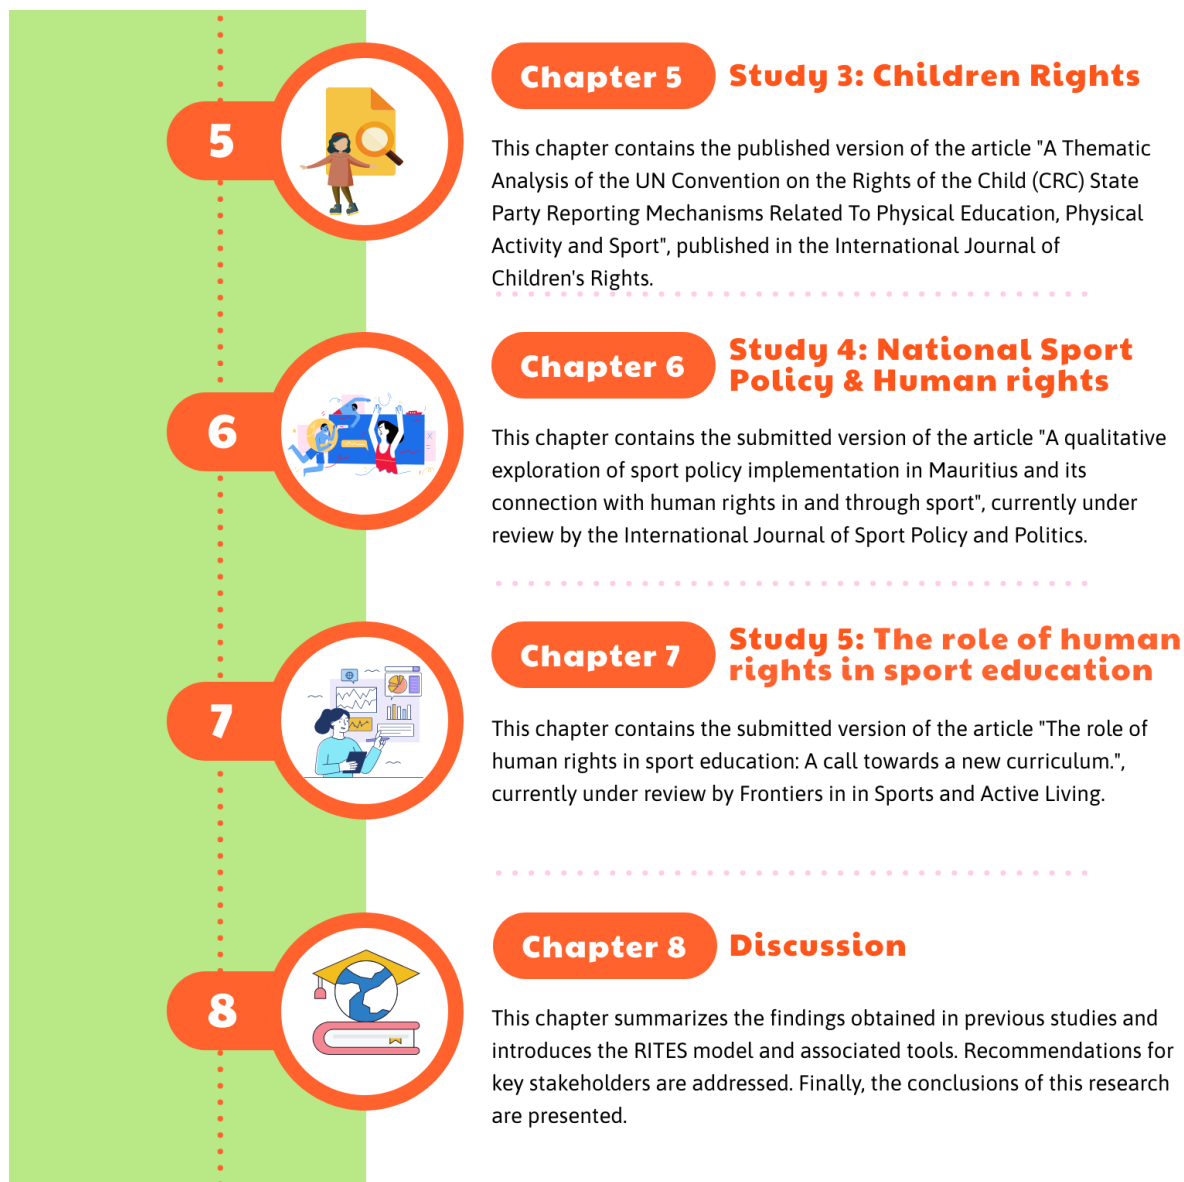 5
Chapter 5
Study 3: Children Rights
This chapter contains the published version of the article "A Thematic
Analysis of the UN Convention on the Rights of the Child (CRC) State
Party Reporting Mechanisms Related To Physical Education, Physical
Activity and Sport", published in the International Journal of
Children's Rights.
6
Chapter 6
Study 4: National Sport
Policy & Human rights
This chapter contains the submitted version of the article "A qualitative
exploration of sport policy implementation in Mauritius and its
connection with human rights in and through sport", currently under
review by the International Journal of Sport Policy and Politics.
7
Chapter 7
Study 5: The role of human
rights in sport education
This chapter contains the submitted version of the article "The role of
human rights in sport education: A call towards a new curriculum.",
currently under review by Frontiers in in Sports and Active Living.
8
Chapter 8
Discussion
This chapter summarizes the findings obtained in previous studies and
introduces the RITES model and associated tools. Recommendations for
key stakeholders are addressed. Finally, the conclusions of this research
are presented.